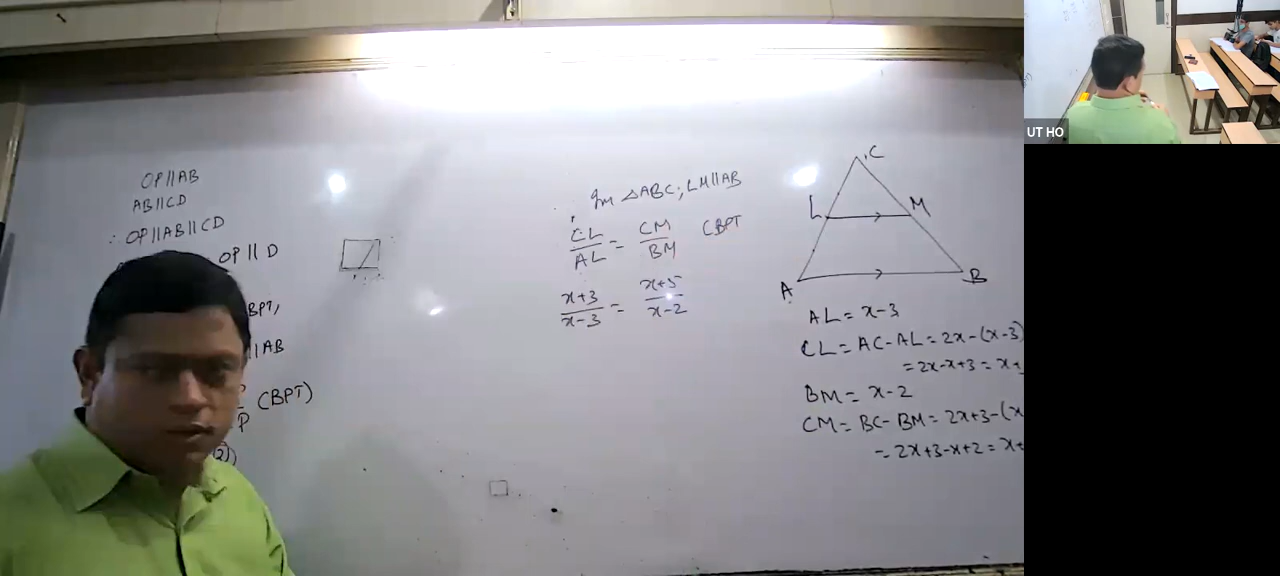 OP||AB
AB||CD
∴ OP||AB||CD
OP || D
BPT,
||AB
P (BPT)
2))
In △ABC, LM||AB
CL/AL = CM/BM (BPT
x+3/x-3 = x+5/x-2
C
L
M
A
B
AL = x-3
CL = AC-AL = 2x-(x-3)
= 2x-x+3 = x+
BM = x-2
CM = BC-BM = 2x+3-(x
= 2x+3-x+2 = x+
UT HO